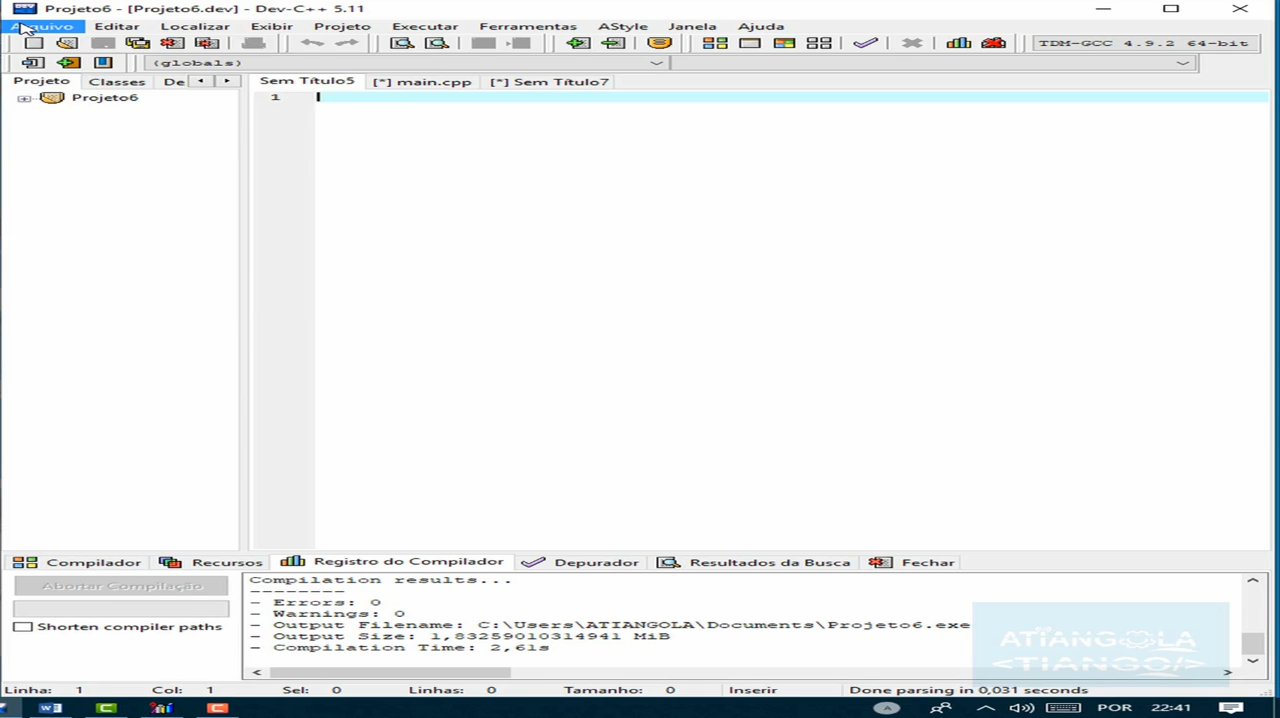 Projeto6 - [Projeto6.dev] - Dev-C++ 5.11
Arquivo Editar Localizar Exibir Projeto Executar Ferramentas AStyle Janela Ajuda
TDM-GCC 4.9.2 64-bit
(globals)
Projeto Classes De Sem Título5 [*] main.cpp [*] Sem Título7
Projeto6
1
Compilador Recursos Registro do Compilador Depurador Resultados da Busca Fechar
Abortar Compilação
Shorten compiler paths
Compilation results...
--------
- Errors: 0
- Warnings: 0
- Output Filename: C:\Users\ATIANGOLA\Documents\Projeto6.exe
- Output Size: 1,83259010314941 MiB
- Compilation Time: 2,61s
ATIANGOLA
<TIANGO/>
Linha: 1 Col: 1 Sel: 0 Linhas: 0 Tamanho: 0 Inserir Done parsing in 0,031 seconds
POR 22:41